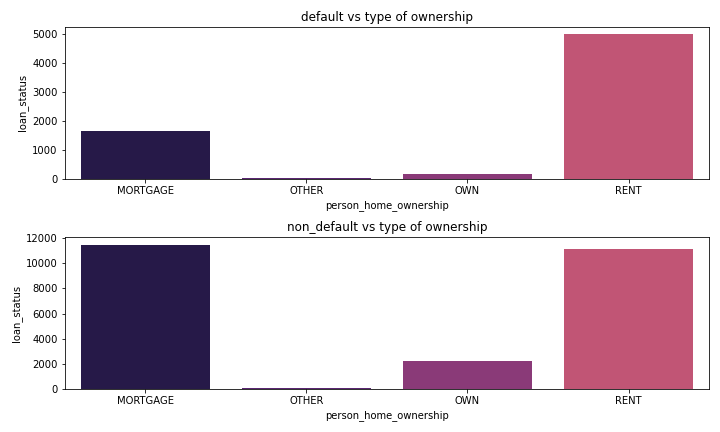 default vs type of ownership
5000
4000
3000
2000
1000
0
loan_status
MORTGAGE OTHER OWN RENT
person_home_ownership
non_default vs type of ownership
12000
10000
8000
6000
4000
2000
0
loan_status
MORTGAGE OTHER OWN RENT
person_home_ownership